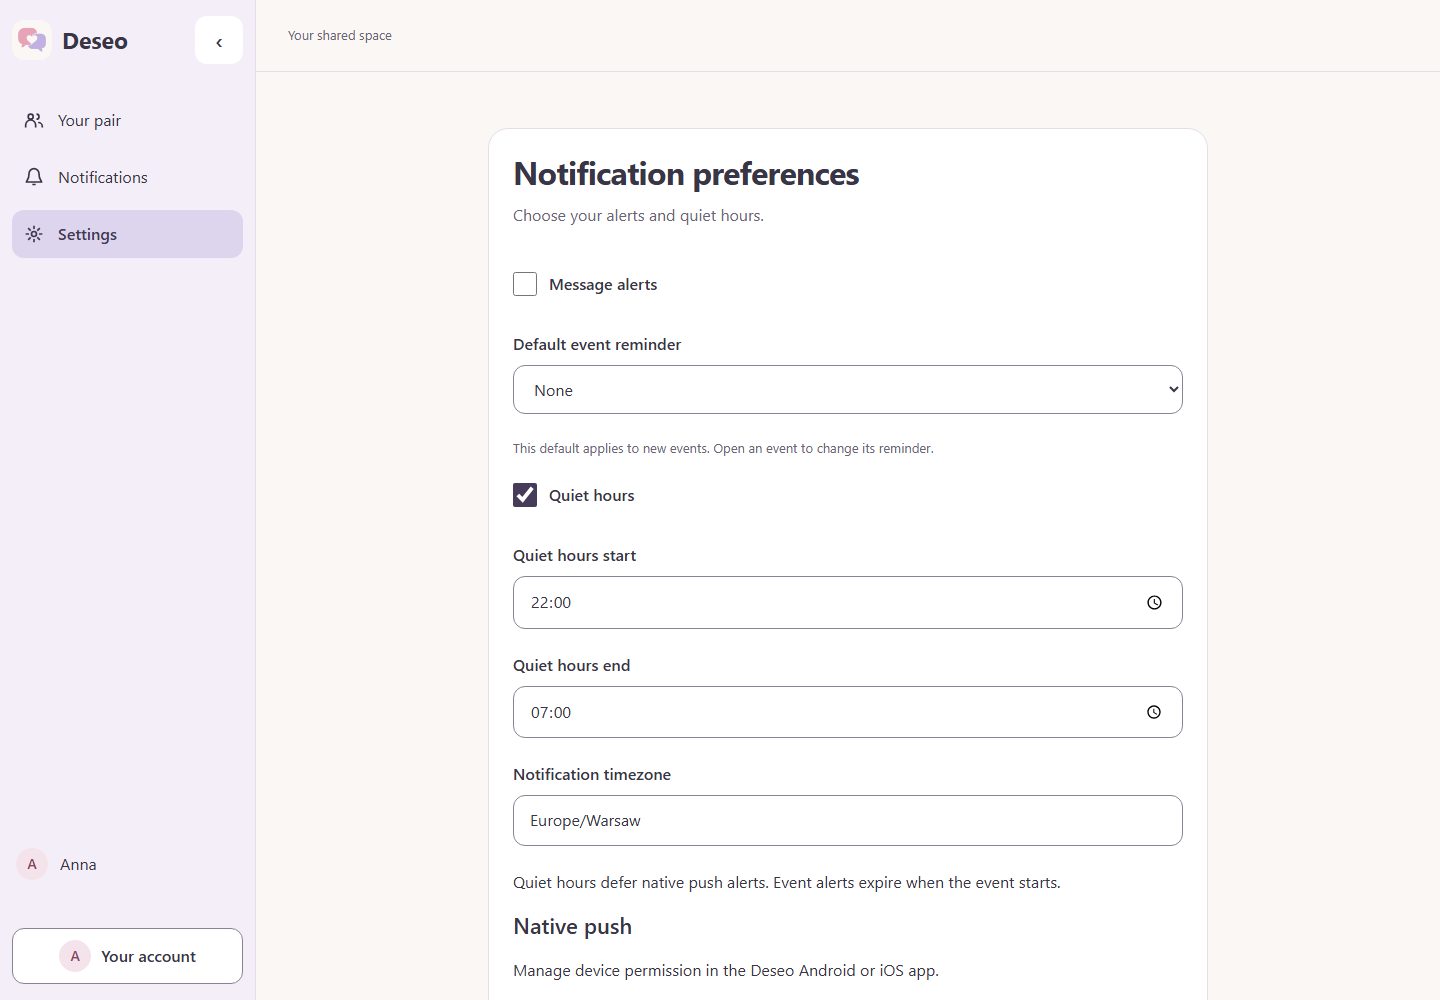 Deseo
‹
Your shared space
Your pair
Notifications
Settings
Notification preferences
Choose your alerts and quiet hours.
Message alerts
Default event reminder
None
This default applies to new events. Open an event to change its reminder.
Quiet hours
Quiet hours start
22:00
Quiet hours end
07:00
Notification timezone
Europe/Warsaw
Quiet hours defer native push alerts. Event alerts expire when the event starts.
Native push
Manage device permission in the Deseo Android or iOS app.
A Anna
A Your account